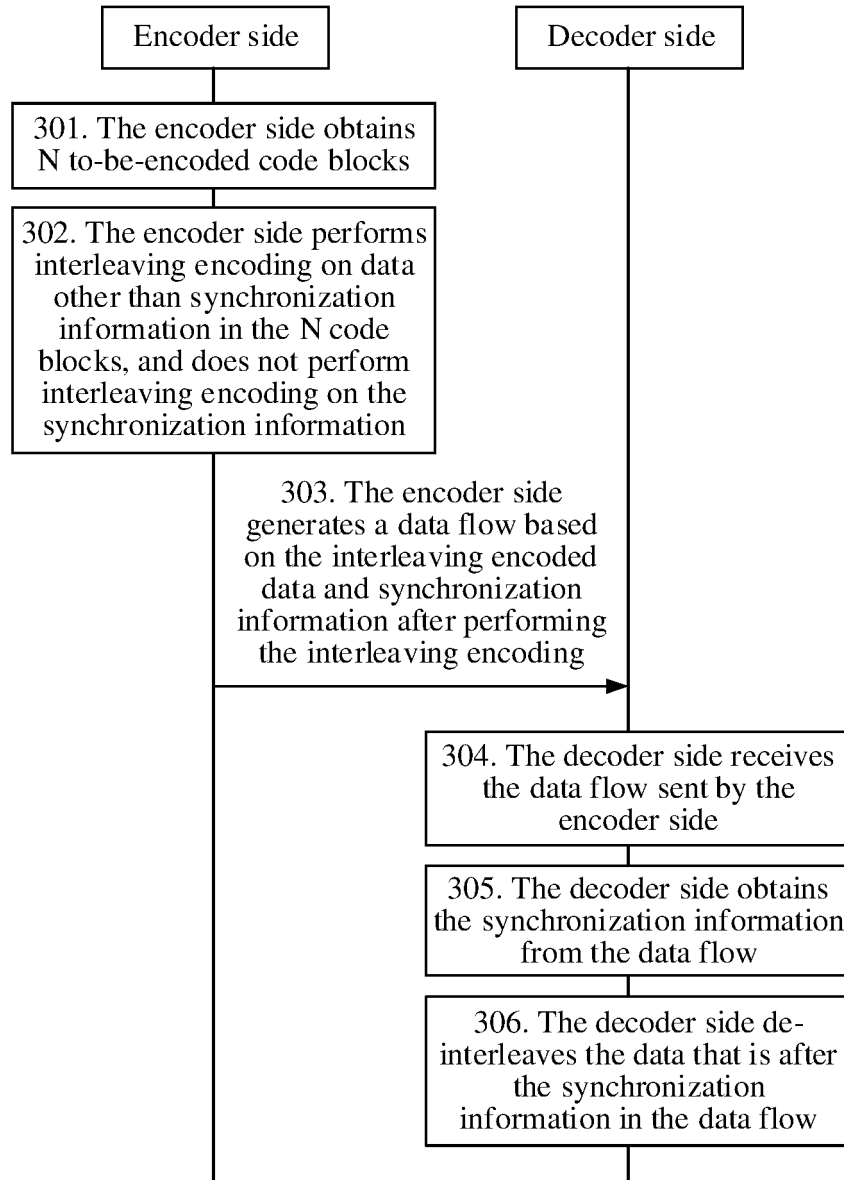 Encoder side
Decoder side
301. The encoder side obtains
N to-be-encoded code blocks
302. The encoder side performs
interleaving encoding on data
other than synchronization
information in the N code
blocks, and does not perform
interleaving encoding on the
synchronization information
303. The encoder side
generates a data flow based
on the interleaving encoded
data and synchronization
information after performing
the interleaving encoding
304. The decoder side receives
the data flow sent by the
encoder side
305. The decoder side obtains
the synchronization information
from the data flow
306. The decoder side de-
interleaves the data that is after
the synchronization
information in the data flow